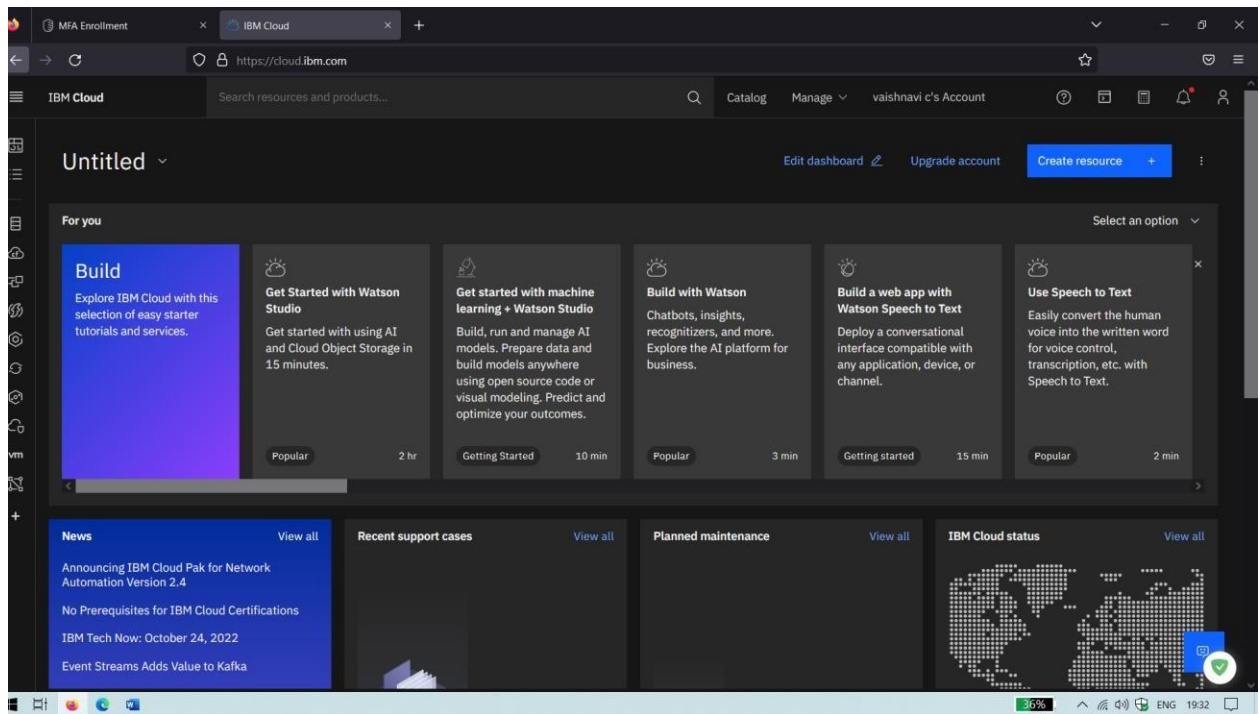 MFA Enrollment
IBM Cloud
https://cloud.ibm.com
IBM Cloud
Search resources and products...
Catalog
Manage
vaishnavi c's Account
Untitled
Edit dashboard
Upgrade account
Create resource +
For you
Select an option
Build
Explore IBM Cloud with this
selection of easy starter
tutorials and services.
Get Started with Watson
Studio
Get started with using AI
and Cloud Object Storage in
15 minutes.
Popular
2 hr
Get started with machine
learning + Watson Studio
Build, run and manage AI
models. Prepare data and
build models anywhere
using open source code or
visual modeling. Predict and
optimize your outcomes.
Getting Started
10 min
Build with Watson
Chatbots, insights,
recognitizers, and more.
Explore the AI platform for
business.
Popular
3 min
Build a web app with
Watson Speech to Text
Deploy a conversational
interface compatible with
any application, device, or
channel.
Getting started
15 min
Use Speech to Text
Easily convert the human
voice into the written word
for voice control,
transcription, etc. with
Speech to Text.
Popular
2 min
vm
News
View all
Announcing IBM Cloud Pak for Network
Automation Version 2.4
No Prerequisites for IBM Cloud Certifications
IBM Tech Now: October 24, 2022
Event Streams Adds Value to Kafka
Recent support cases
View all
Planned maintenance
View all
IBM Cloud status
View all
36%
ENG
19:32